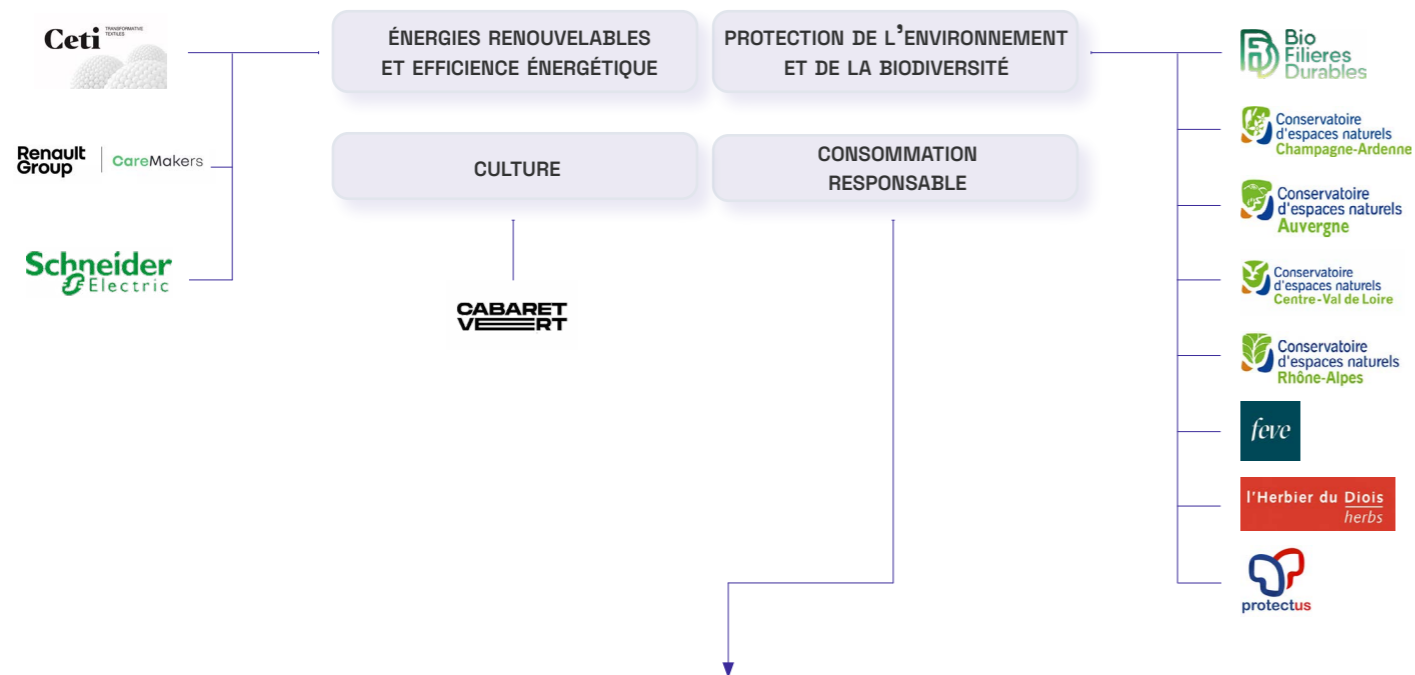 Ceti
TRANSFORMATIVE
TEXTILES
Renault
Group
CareMakers
Schneider
Electric
ÉNERGIES RENOUVELABLES
ET EFFICIENCE ÉNERGÉTIQUE
PROTECTION DE L'ENVIRONNEMENT
ET DE LA BIODIVERSITÉ
CULTURE
CONSOMMATION
RESPONSABLE
CABARET
VERT
Bio
Filieres
Durables
Conservatoire
d'espaces naturels
Champagne-Ardenne
Conservatoire
d'espaces naturels
Auvergne
Conservatoire
d'espaces naturels
Centre-Val de Loire
Conservatoire
d'espaces naturels
Rhône-Alpes
feve
l'Herbier du Diois
herbs
protectus